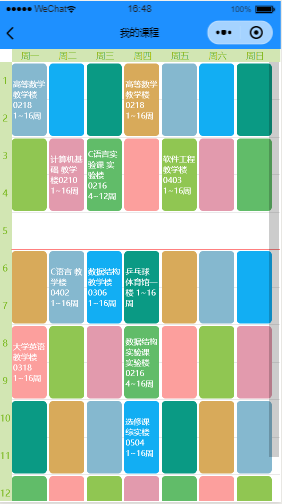 WeChat 16:48 100%
我的课程
周一 周二 周三 周四 周五 周六 周日
1
高等数学
教学楼
0218
1~16周
高等数学
教学楼
0218
1~16周
2
3
计算机基
础 教学
楼0210
1~16周
C语言实
验课 实
验楼
0216
4~12周
软件工程
教学楼
0403
1~16周
4
6
C语言 教
学楼
0402
1~16周
数据结构
教学楼
0306
1~16周
乒乓球
体育馆一
楼 1~16
周
7
8
大学英语
教学楼
0318
1~16周
数据结构
实验课
实验楼
0216
4~16周
9
10
选修课
综实楼
0504
1~16周
11
12